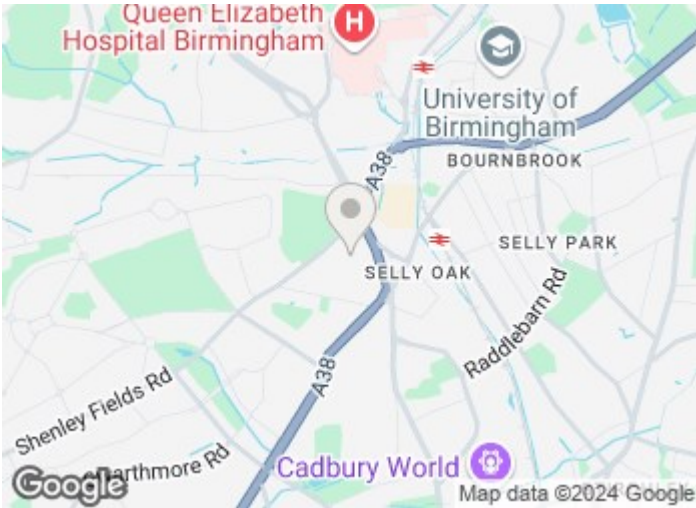 Queen Elizabeth
Hospital Birmingham
H
University of
Birmingham
A38
BOURNBROOK
SELLY PARK
SELLY OAK
Raddlebarn Rd
A38
Shenley Fields Rd
Cadbury World
Google
Map data ©2024 Google